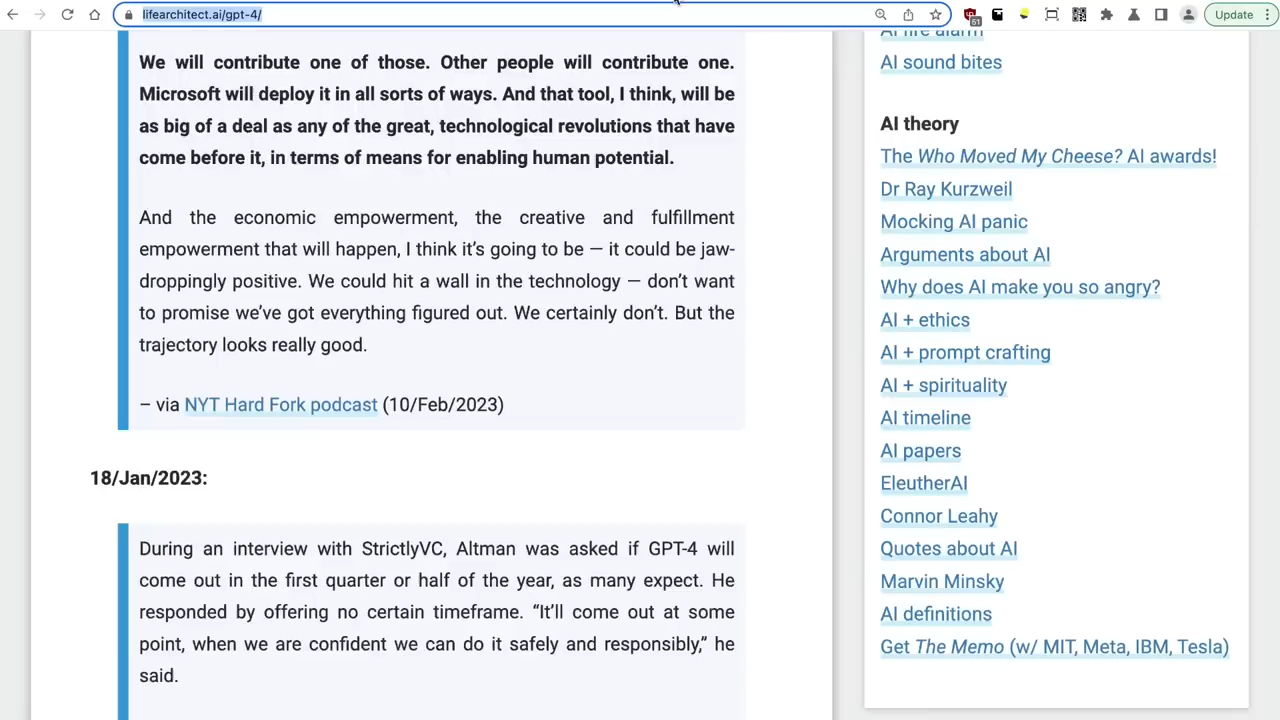 lifearchitect.ai/gpt-4/
51
Update
We will contribute one of those. Other people will contribute one.
Microsoft will deploy it in all sorts of ways. And that tool, I think, will be
as big of a deal as any of the great, technological revolutions that have
come before it, in terms of means for enabling human potential.
And the economic empowerment, the creative and fulfillment
empowerment that will happen, I think it's going to be — it could be jaw-
droppingly positive. We could hit a wall in the technology — don't want
to promise we've got everything figured out. We certainly don't. But the
trajectory looks really good.
– via NYT Hard Fork podcast (10/Feb/2023)
18/Jan/2023:
During an interview with StrictlyVC, Altman was asked if GPT-4 will
come out in the first quarter or half of the year, as many expect. He
responded by offering no certain timeframe. “It'll come out at some
point, when we are confident we can do it safely and responsibly,” he
said.
AI fire alarm
AI sound bites
AI theory
The Who Moved My Cheese? AI awards!
Dr Ray Kurzweil
Mocking AI panic
Arguments about AI
Why does AI make you so angry?
AI + ethics
AI + prompt crafting
AI + spirituality
AI timeline
AI papers
EleutherAI
Connor Leahy
Quotes about AI
Marvin Minsky
AI definitions
Get The Memo (w/ MIT, Meta, IBM, Tesla)